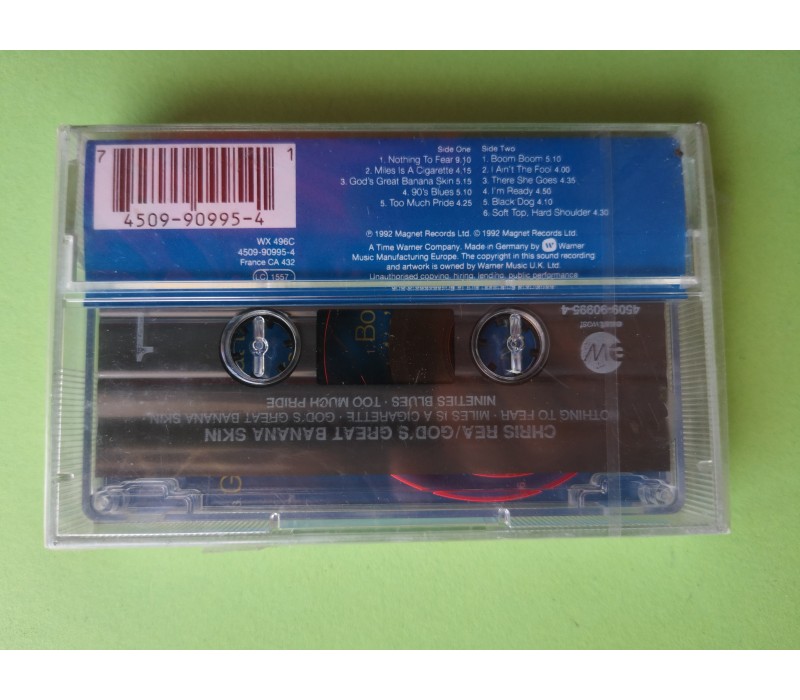 7
1
4509-90995-4
WX 496C
4509-90995-4
France CA 432
LC 1557
Side One
1. Nothing To Fear 9.10
2. Miles Is A Cigarette 4.15
3. God's Great Banana Skin 5.15
4. 90's Blues 5.10
5. Too Much Pride 4.25
Side Two
1. Boom Boom 5.10
2. I Ain't The Fool 4.00
3. There She Goes 4.35
4. I'm Ready 4.56
5. Black Dog 4.10
6. Soft Top, Hard Shoulder 4.30
℗ 1992 Magnet Records Ltd. © 1992 Magnet Records Ltd.
A Time Warner Company. Made in Germany by W Warner
Music Manufacturing Europe. The copyright in this sound recording
and artwork is owned by Warner Music U.K. Ltd.
Unauthorised copying, hiring, lending, public performance
4509-90995-4
eastwest
ew
1
Bo
CHRIS REA/GOD'S GREAT BANANA SKIN
NOTHING TO FEAR · MILES IS A CIGARETTE · GOD'S GREAT BANANA SKIN ·
NINETIES BLUES · TOO MUCH PRIDE